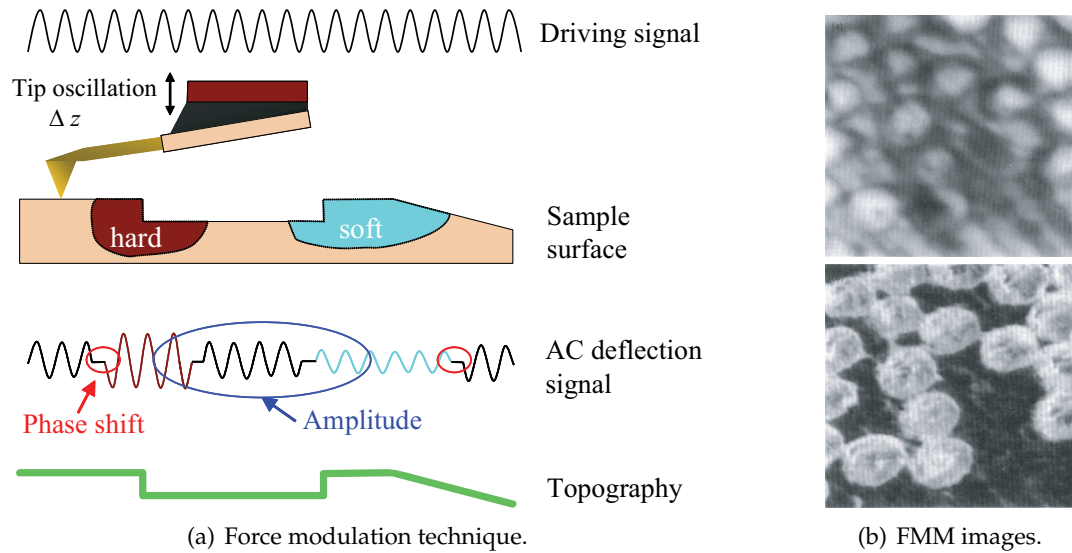 Driving signal
Tip oscillation
Δ z
hard
soft
Sample
surface
AC deflection
signal
Phase shift
Amplitude
Topography
(a) Force modulation technique.
(b) FMM images.